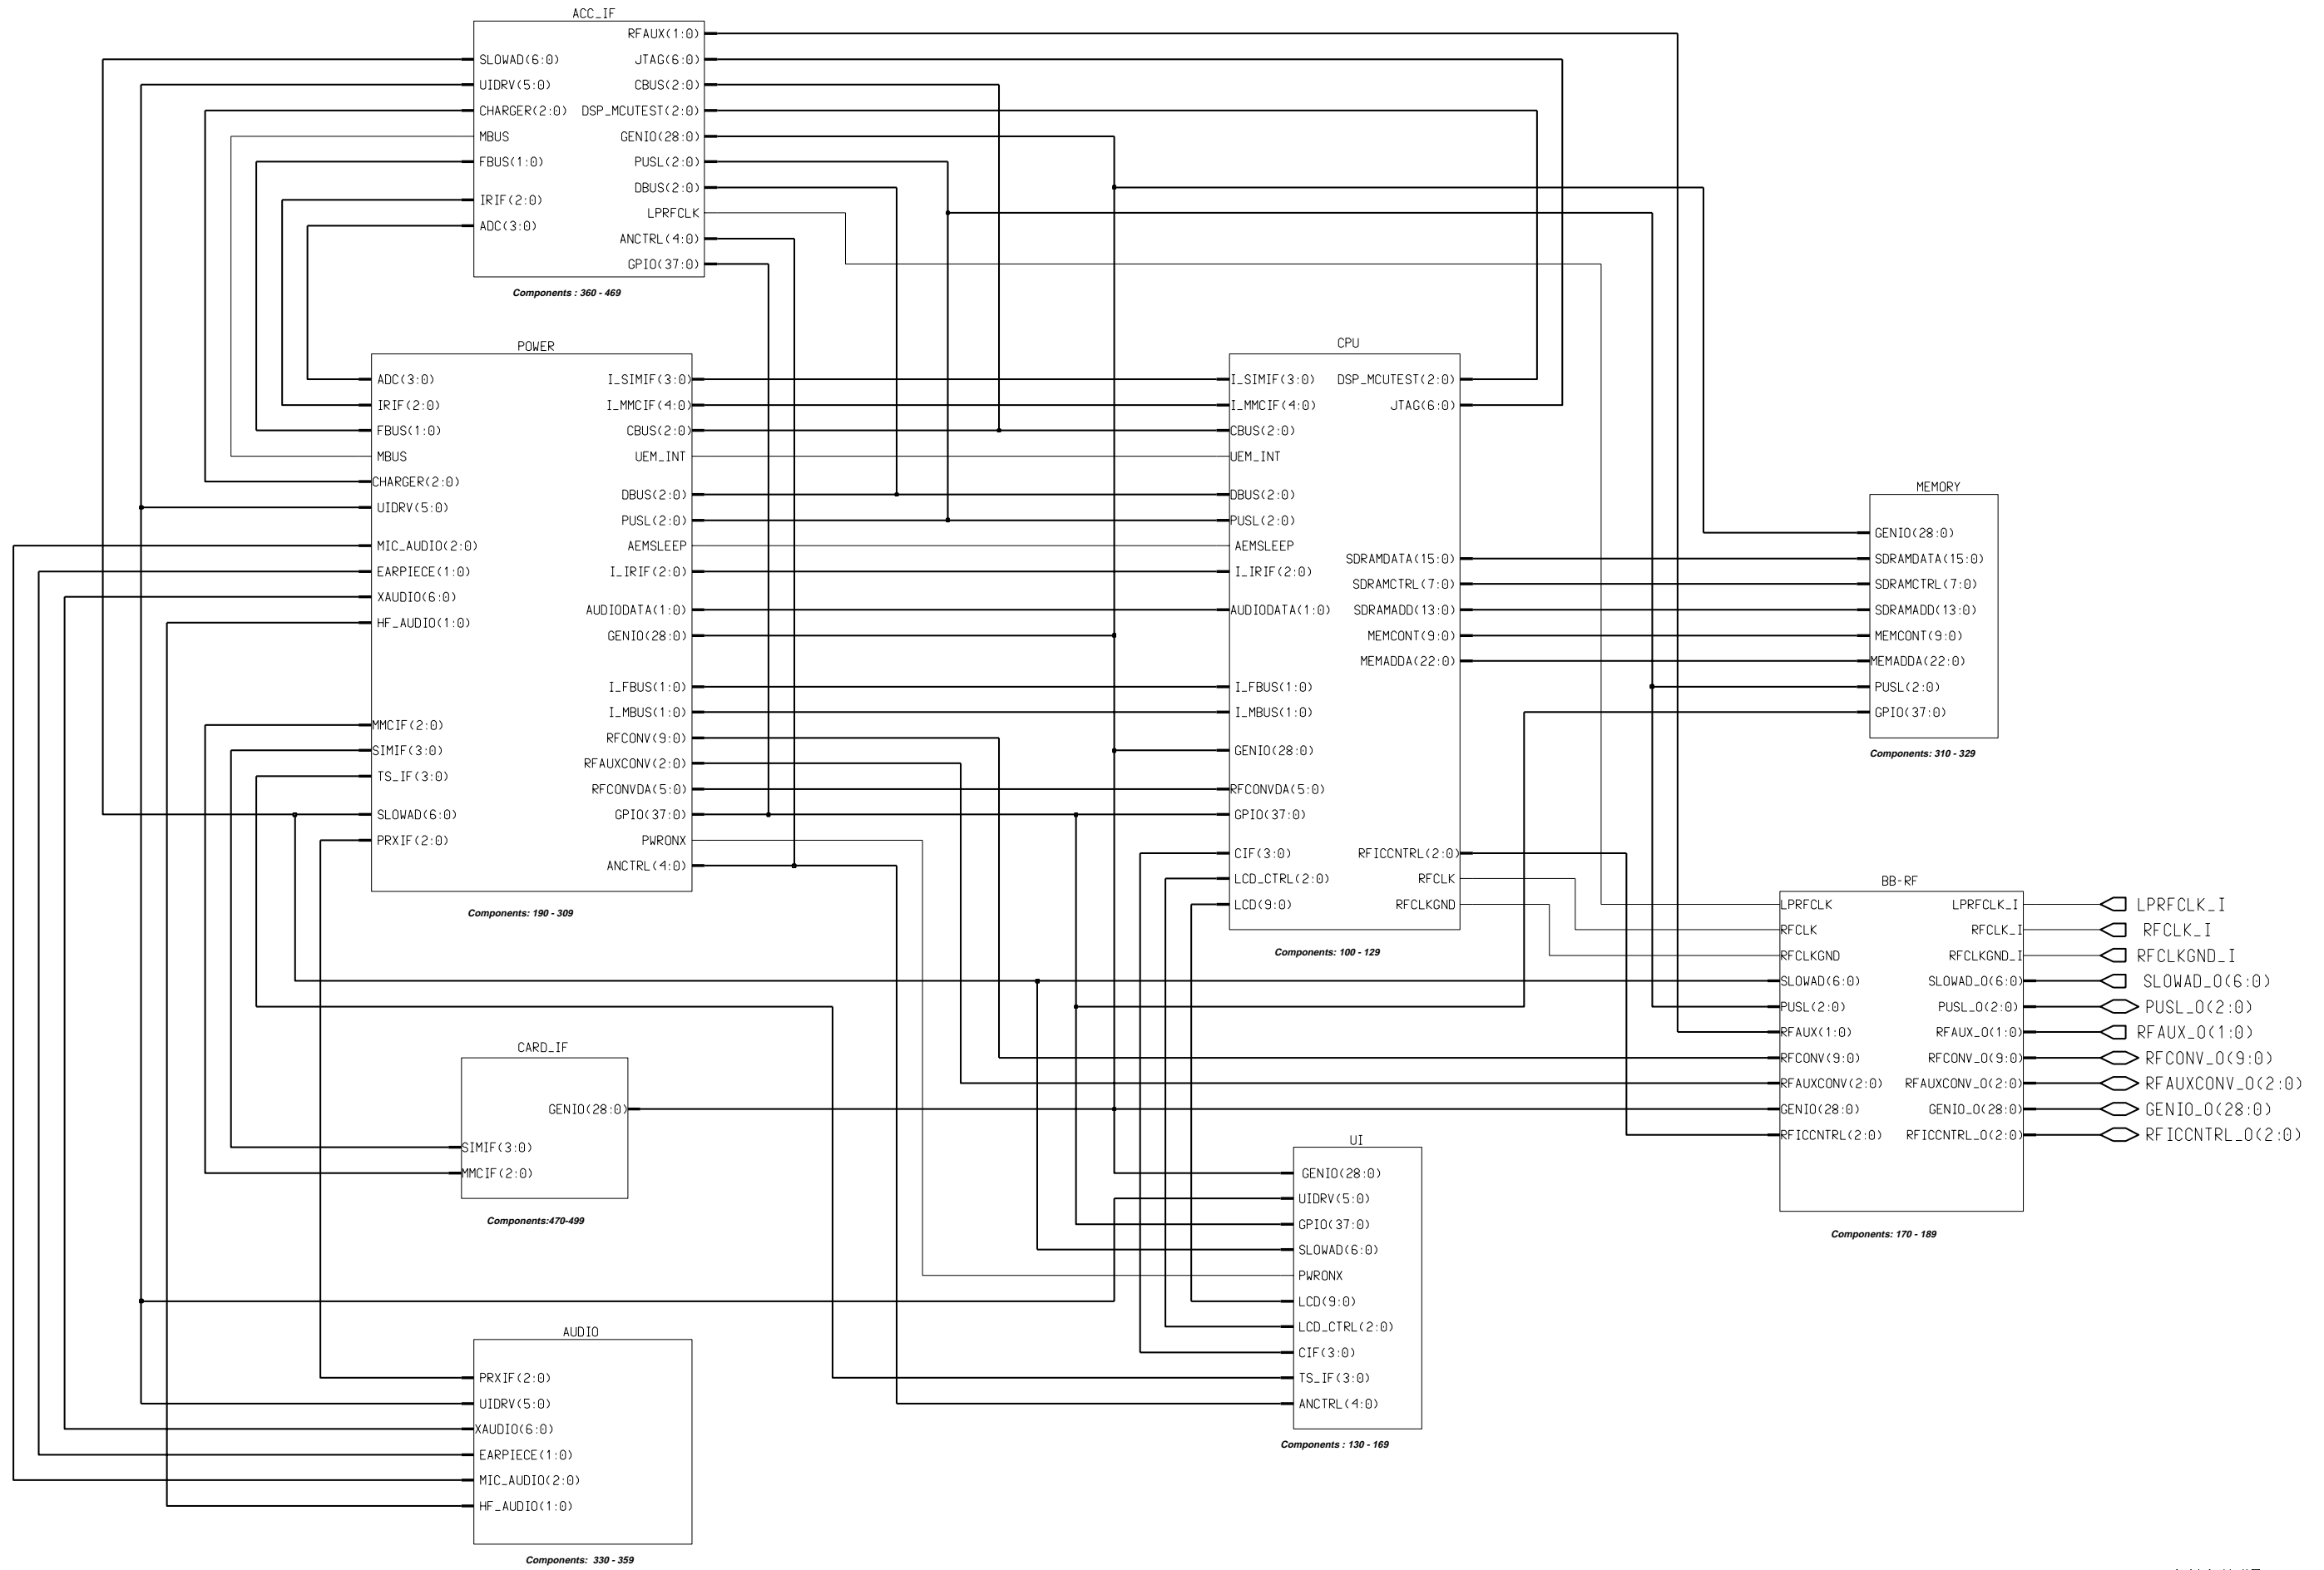 ACC_IF
RFAUX(1:0)
SLOWAD(6:0) JTAG(6:0)
UIDRV(5:0) CBUS(2:0)
CHARGER(2:0) DSP_MCUTEST(2:0)
MBUS GENIO(28:0)
FBUS(1:0) PUSL(2:0)
DBUS(2:0)
IRIF(2:0) LPRFCLK
ADC(3:0) ANCTRL(4:0)
GPIO(37:0)
Components : 360 - 469
POWER
ADC(3:0) I_SIMIF(3:0)
IRIF(2:0) I_MMCIF(4:0)
FBUS(1:0) CBUS(2:0)
MBUS UEM_INT
CHARGER(2:0)
DBUS(2:0)
UIDRV(5:0)
PUSL(2:0)
MIC_AUDIO(2:0) AEMSLEEP
EARPIECE(1:0) I_IRIF(2:0)
XAUDIO(6:0)
AUDIODATA(1:0)
HF_AUDIO(1:0)
GENIO(28:0)
I_FBUS(1:0)
I_MBUS(1:0)
MMCIF(2:0)
RFCONV(9:0)
SIMIF(3:0)
RFAUXCONV(2:0)
TS_IF(3:0)
RFCONVDA(5:0)
SLOWAD(6:0) GPIO(37:0)
PRXIF(2:0) PWRONX
ANCTRL(4:0)
Components: 190 - 309
CPU
I_SIMIF(3:0) DSP_MCUTEST(2:0)
I_MMCIF(4:0) JTAG(6:0)
CBUS(2:0)
UEM_INT
DBUS(2:0)
PUSL(2:0)
AEMSLEEP
SDRAMDATA(15:0)
I_IRIF(2:0)
SDRAMCTRL(7:0)
AUDIODATA(1:0) SDRAMADD(13:0)
MEMCONT(9:0)
MEMADDA(22:0)
I_FBUS(1:0)
I_MBUS(1:0)
GENIO(28:0)
RFCONVDA(5:0)
GPIO(37:0)
CIF(3:0) RFICCNTRL(2:0)
LCD_CTRL(2:0) RFCLK
LCD(9:0) RFCLKGND
Components: 100 - 129
MEMORY
GENIO(28:0)
SDRAMDATA(15:0)
SDRAMCTRL(7:0)
SDRAMADD(13:0)
MEMCONT(9:0)
MEMADDA(22:0)
PUSL(2:0)
GPIO(37:0)
Components: 310 - 329
BB-RF
LPRFCLK LPRFCLK_I LPRFCLK_I
RFCLK RFCLK_I RFCLK_I
RFCLKGND RFCLKGND_I RFCLKGND_I
SLOWAD(6:0) SLOWAD_O(6:0) SLOWAD_O(6:0)
PUSL(2:0) PUSL_O(2:0) PUSL_O(2:0)
RFAUX(1:0) RFAUX_O(1:0) RFAUX_O(1:0)
RFCONV(9:0) RFCONV_O(9:0) RFCONV_O(9:0)
RFAUXCONV(2:0) RFAUXCONV_O(2:0) RFAUXCONV_O(2:0)
GENIO(28:0) GENIO_O(28:0) GENIO_O(28:0)
RFICCNTRL(2:0) RFICCNTRL_O(2:0) RFICCNTRL_O(2:0)
Components: 170 - 189
CARD_IF
GENIO(28:0)
SIMIF(3:0)
MMCIF(2:0)
Components:470-499
UI
GENIO(28:0)
UIDRV(5:0)
GPIO(37:0)
SLOWAD(6:0)
PWRONX
LCD(9:0)
LCD_CTRL(2:0)
CIF(3:0)
TS_IF(3:0)
ANCTRL(4:0)
Components : 130 - 169
AUDIO
PRXIF(2:0)
UIDRV(5:0)
XAUDIO(6:0)
EARPIECE(1:0)
MIC_AUDIO(2:0)
HF_AUDIO(1:0)
Components: 330 - 359